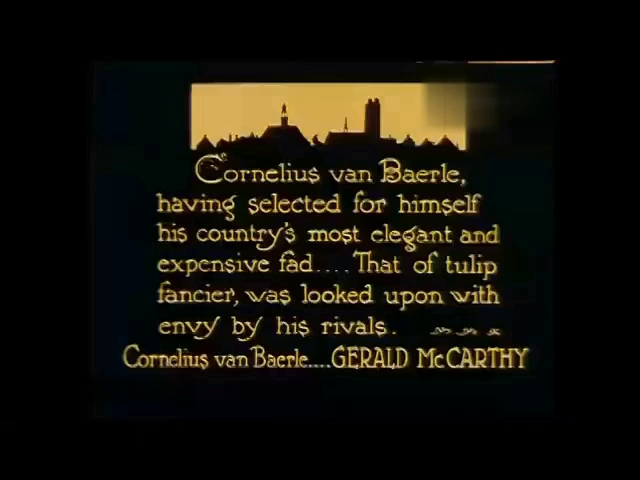 Cornelius van Baerle,
having selected for himself
his country's most elegant and
expensive fad....That of tulip
fancier, was looked upon with
envy by his rivals.
Cornelius van Baerle....GERALD McCARTHY